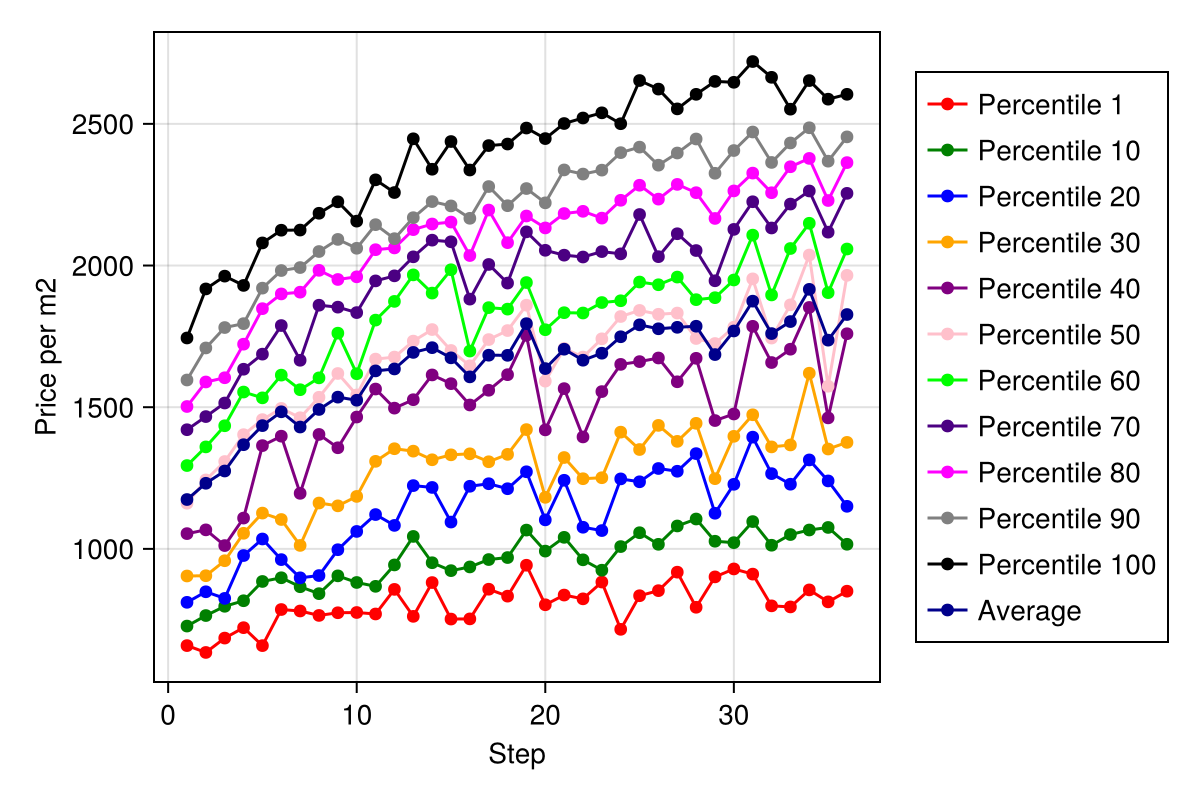 Price per m2
2500
2000
1500
1000
0
10
20
30
Step
Percentile 1
Percentile 10
Percentile 20
Percentile 30
Percentile 40
Percentile 50
Percentile 60
Percentile 70
Percentile 80
Percentile 90
Percentile 100
Average